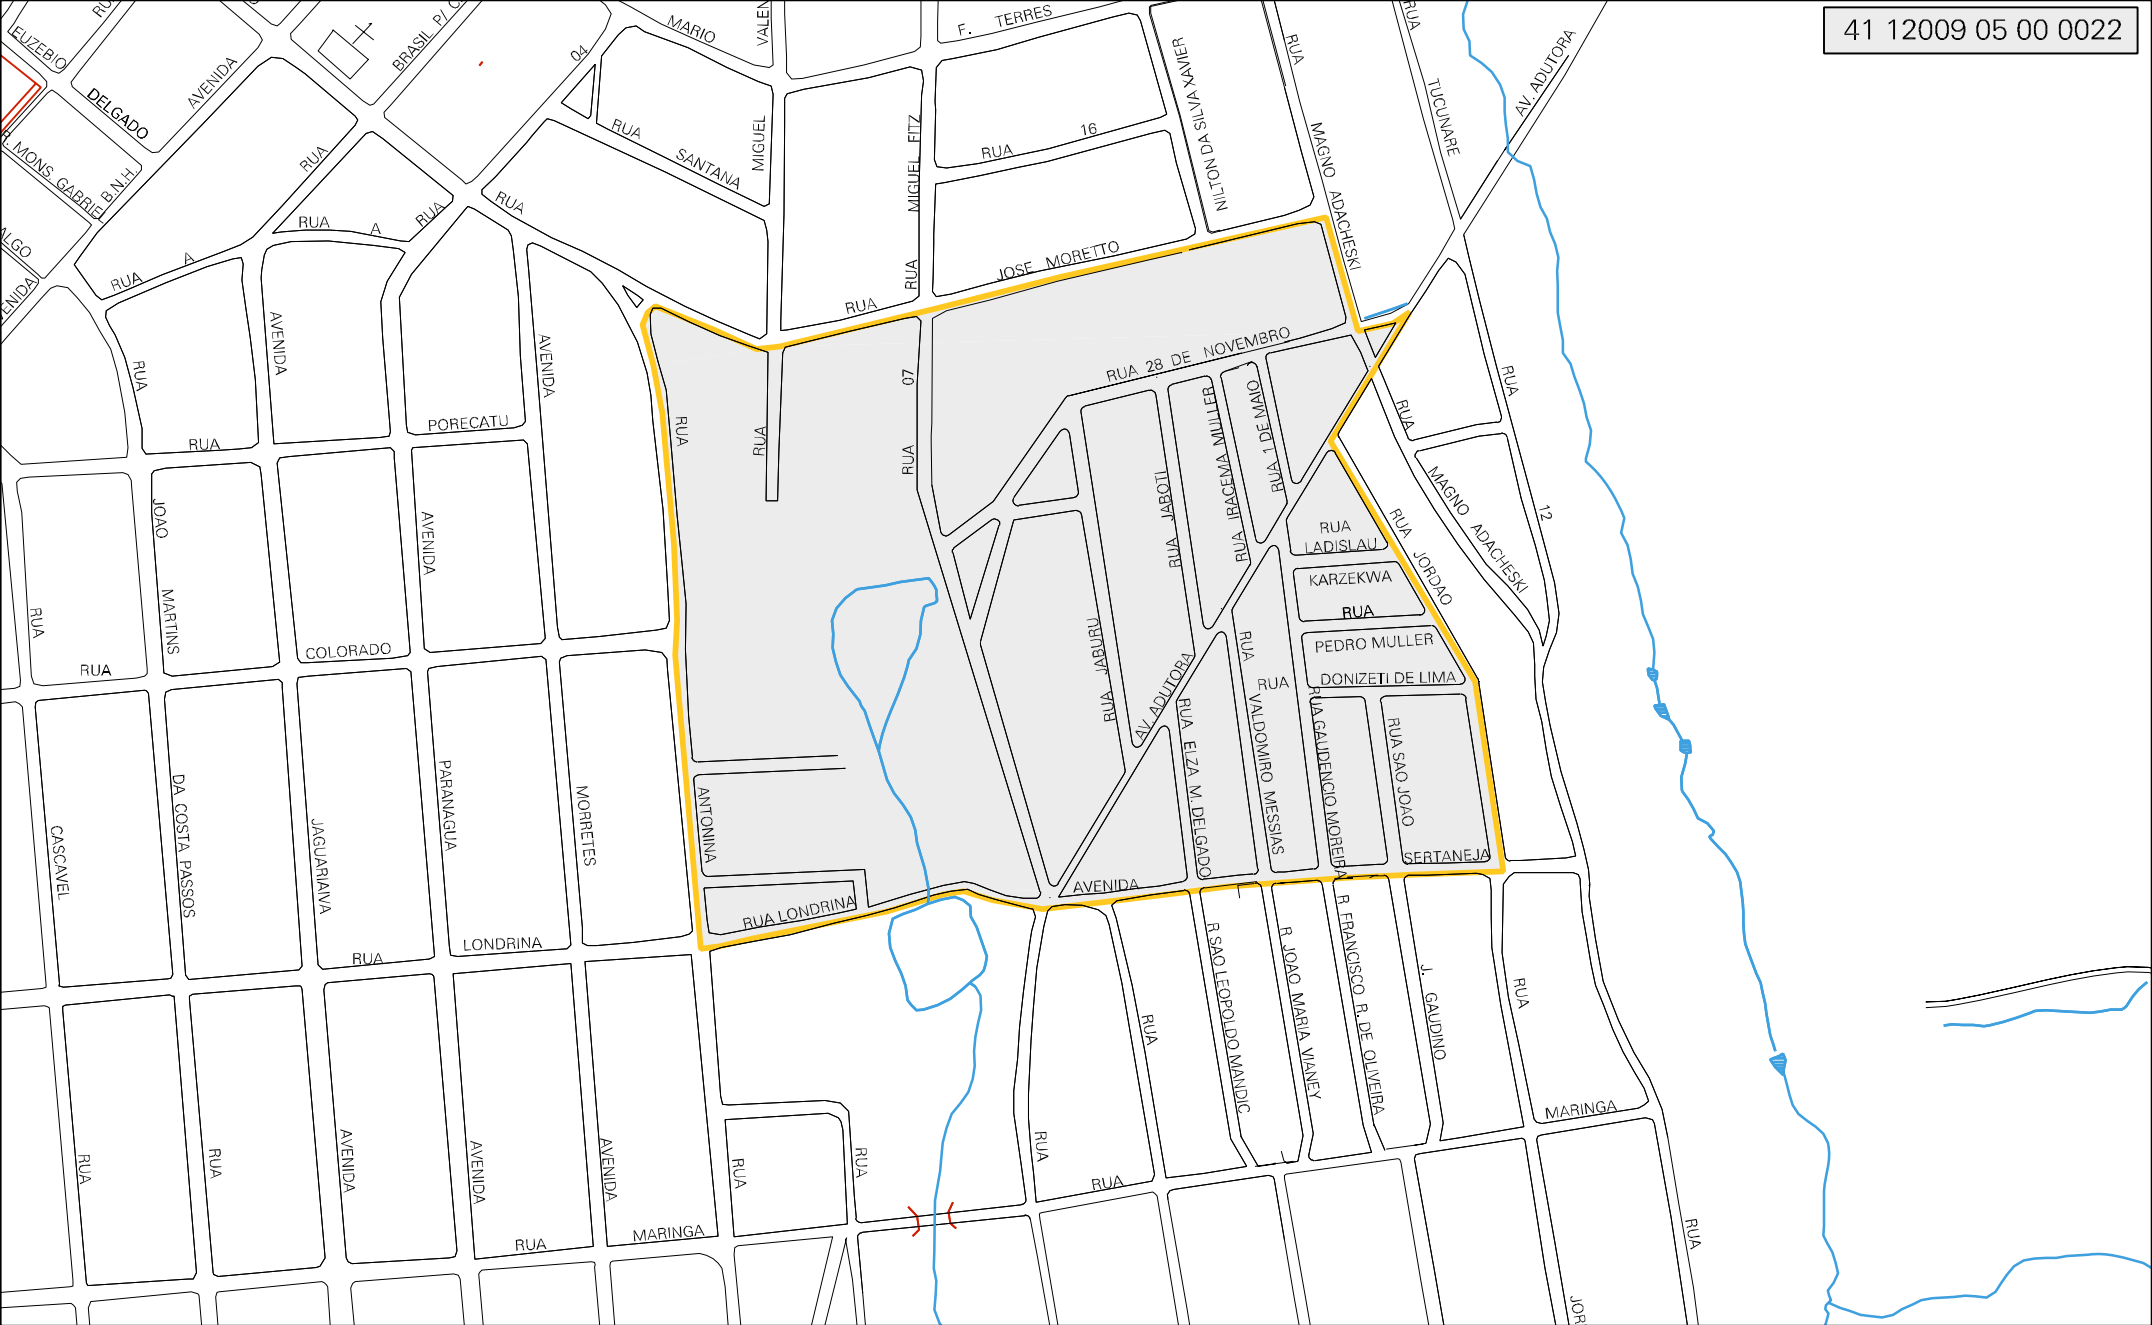 41 12009 05 00 0022
EUZEBIO
DELGADO
AVENIDA
BRASIL P/ C
04
MARIO
VALEN
F. TERRES
RUA
RUA
TUCUNARE
AV. ADUTORA
R. MONS. GABRIEL
B.N.H.
RUA
RUA
SANTANA
MIGUEL
MIGUEL FITZ
RUA 16
NILTON DA SILVA XAVIER
MAGNO ADACHESKI
ALGO
RUA A
RUA A
RUA
RUA
RUA
RUA JOSE MORETTO
RUA
AVENIDA
AVENIDA
RUA 28 DE NOVEMBRO
RUA
RUA
RUA PORECATU
RUA
RUA
RUA 07
RUA JABOTI
RUA IRACEMA MULLER
RUA 1 DE MAIO
MAGNO ADACHESKI
12
JOAO
AVENIDA
RUA
LADISLAU
KARZEKWA
RUA JORDAO
RUA
PEDRO MULLER
DONIZETI DE LIMA
RUA
RUA
MARTINS
RUA COLORADO
RUA JABURU
AV. ADUTORA
RUA
VALDOMIRO MESSIAS
RUA ELZA M. DELGADO
RUA GAUDENCIO MOREIRA
RUA SAO JOAO
SERTANEJA
CASCAVEL
DA COSTA PASSOS
JAGUARIAIVA
PARANAGUA
MORRETES
ANTONINA
RUA LONDRINA
AVENIDA
RUA LONDRINA
R SAO LEOPOLDO MANDIC
R JOAO MARIA VIANEY
R FRANCISCO R. DE OLIVEIRA
J. GAUDINO
RUA
RUA
MARINGA
RUA
RUA
AVENIDA
AVENIDA
AVENIDA
RUA
RUA
RUA
RUA
RUA MARINGA
RUA
JOR